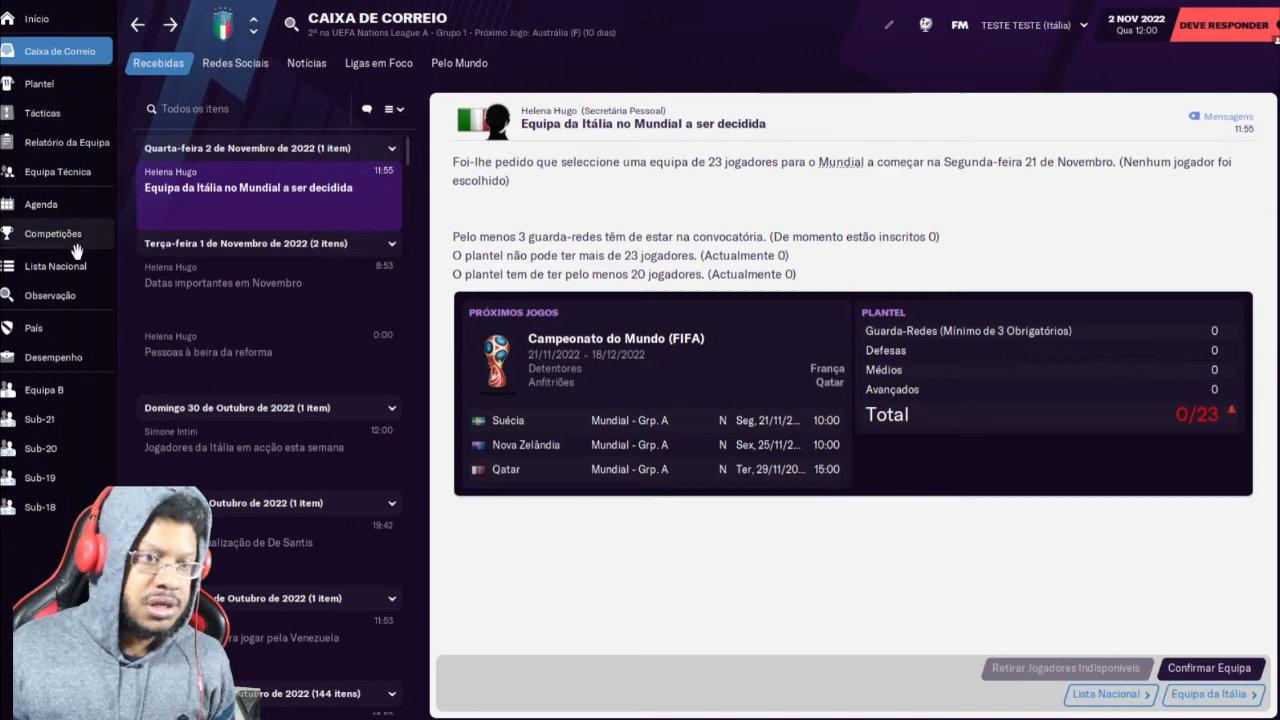 Início
Caixa de Correio
Plantel
Tácticas
Relatório da Equipa
Equipa Técnica
Agenda
Competições
Lista Nacional
Observação
País
Desempenho
Equipa B
Sub-21
Sub-20
Sub-19
Sub-18
CAIXA DE CORREIO
2º na UEFA Nations League A - Grupo 1 - Próximo Jogo: Austrália (F) (10 dias)
FM
TESTE TESTE (Itália)
2 NOV 2022
Qua 12:00
DEVE RESPONDER
Recebidas
Redes Sociais
Notícias
Ligas em Foco
Pelo Mundo
Todos os itens
Quarta-feira 2 de Novembro de 2022 (1 item)
Helena Hugo 11:55
Equipa da Itália no Mundial a ser decidida
Terça-feira 1 de Novembro de 2022 (2 itens)
Helena Hugo 8:53
Datas importantes em Novembro
Helena Hugo 0:00
Pessoas à beira da reforma
Domingo 30 de Outubro de 2022 (1 item)
Simone Intini 12:00
Jogadores da Itália em acção esta semana
Outubro de 2022 (1 item)
19:42
ualização de De Santis
de Outubro de 2022 (1 item)
11:53
ra jogar pela Venezuela
utubro de 2022 (144 itens)
Helena Hugo (Secretária Pessoal)
Equipa da Itália no Mundial a ser decidida
Mensagens
11:55
Foi-lhe pedido que seleccione uma equipa de 23 jogadores para o Mundial a começar na Segunda-feira 21 de Novembro. (Nenhum jogador foi
escolhido)
Pelo menos 3 guarda-redes têm de estar na convocatória. (De momento estão inscritos 0)
O plantel não pode ter mais de 23 jogadores. (Actualmente 0)
O plantel tem de ter pelo menos 20 jogadores. (Actualmente 0)
PRÓXIMOS JOGOS
Campeonato do Mundo (FIFA)
21/11/2022 - 18/12/2022
Detentores França
Anfitriões Qatar
Suécia Mundial - Grp. A N Seg, 21/11/2... 10:00
Nova Zelândia Mundial - Grp. A N Sex, 25/11/2... 10:00
Qatar Mundial - Grp. A N Ter, 29/11/20... 15:00
PLANTEL
Guarda-Redes (Mínimo de 3 Obrigatórios) 0
Defesas 0
Médios 0
Avançados 0
Total 0/23
Retirar Jogadores Indisponíveis
Confirmar Equipa
Lista Nacional
Equipa da Itália